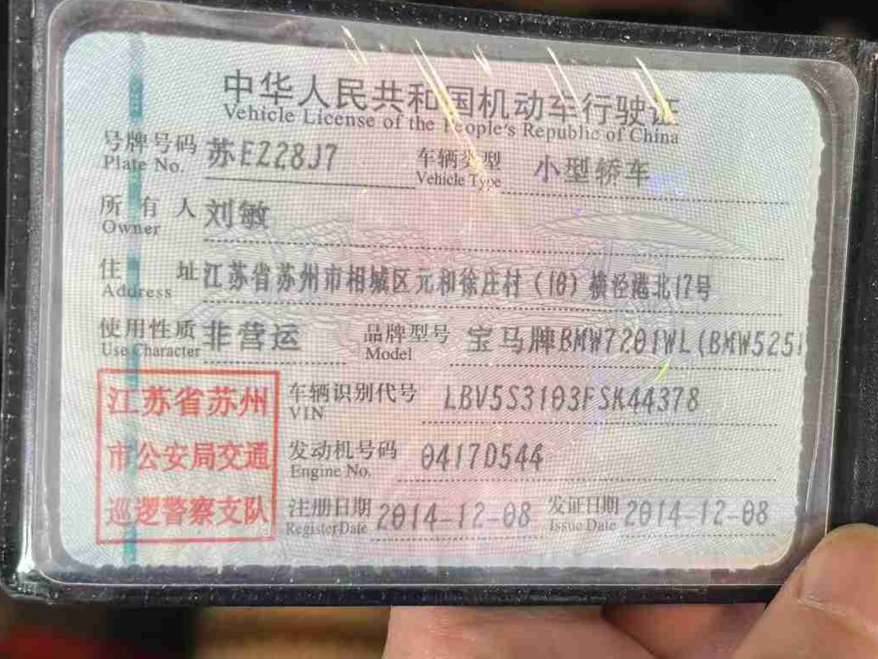 中华人民共和国机动车行驶证
Vehicle License of the People's Republic of China
号牌号码 苏EZ28J7 车辆类型 小型轿车
Plate No. Vehicle Type
所有人 刘敏
Owner
住址 江苏省苏州市相城区元和徐庄村(10)横泾港北17号
Address
使用性质 非营运 品牌型号 宝马牌BMW7201WL(BMW525
Use Character Model
江苏省苏州 车辆识别代号 LBV5S3103FSK44378
VIN
市公安局交通 发动机号码 0417D544
Engine No.
巡逻警察支队 注册日期 2014-12-08 发证日期 2014-12-08
Register Date Issue Date